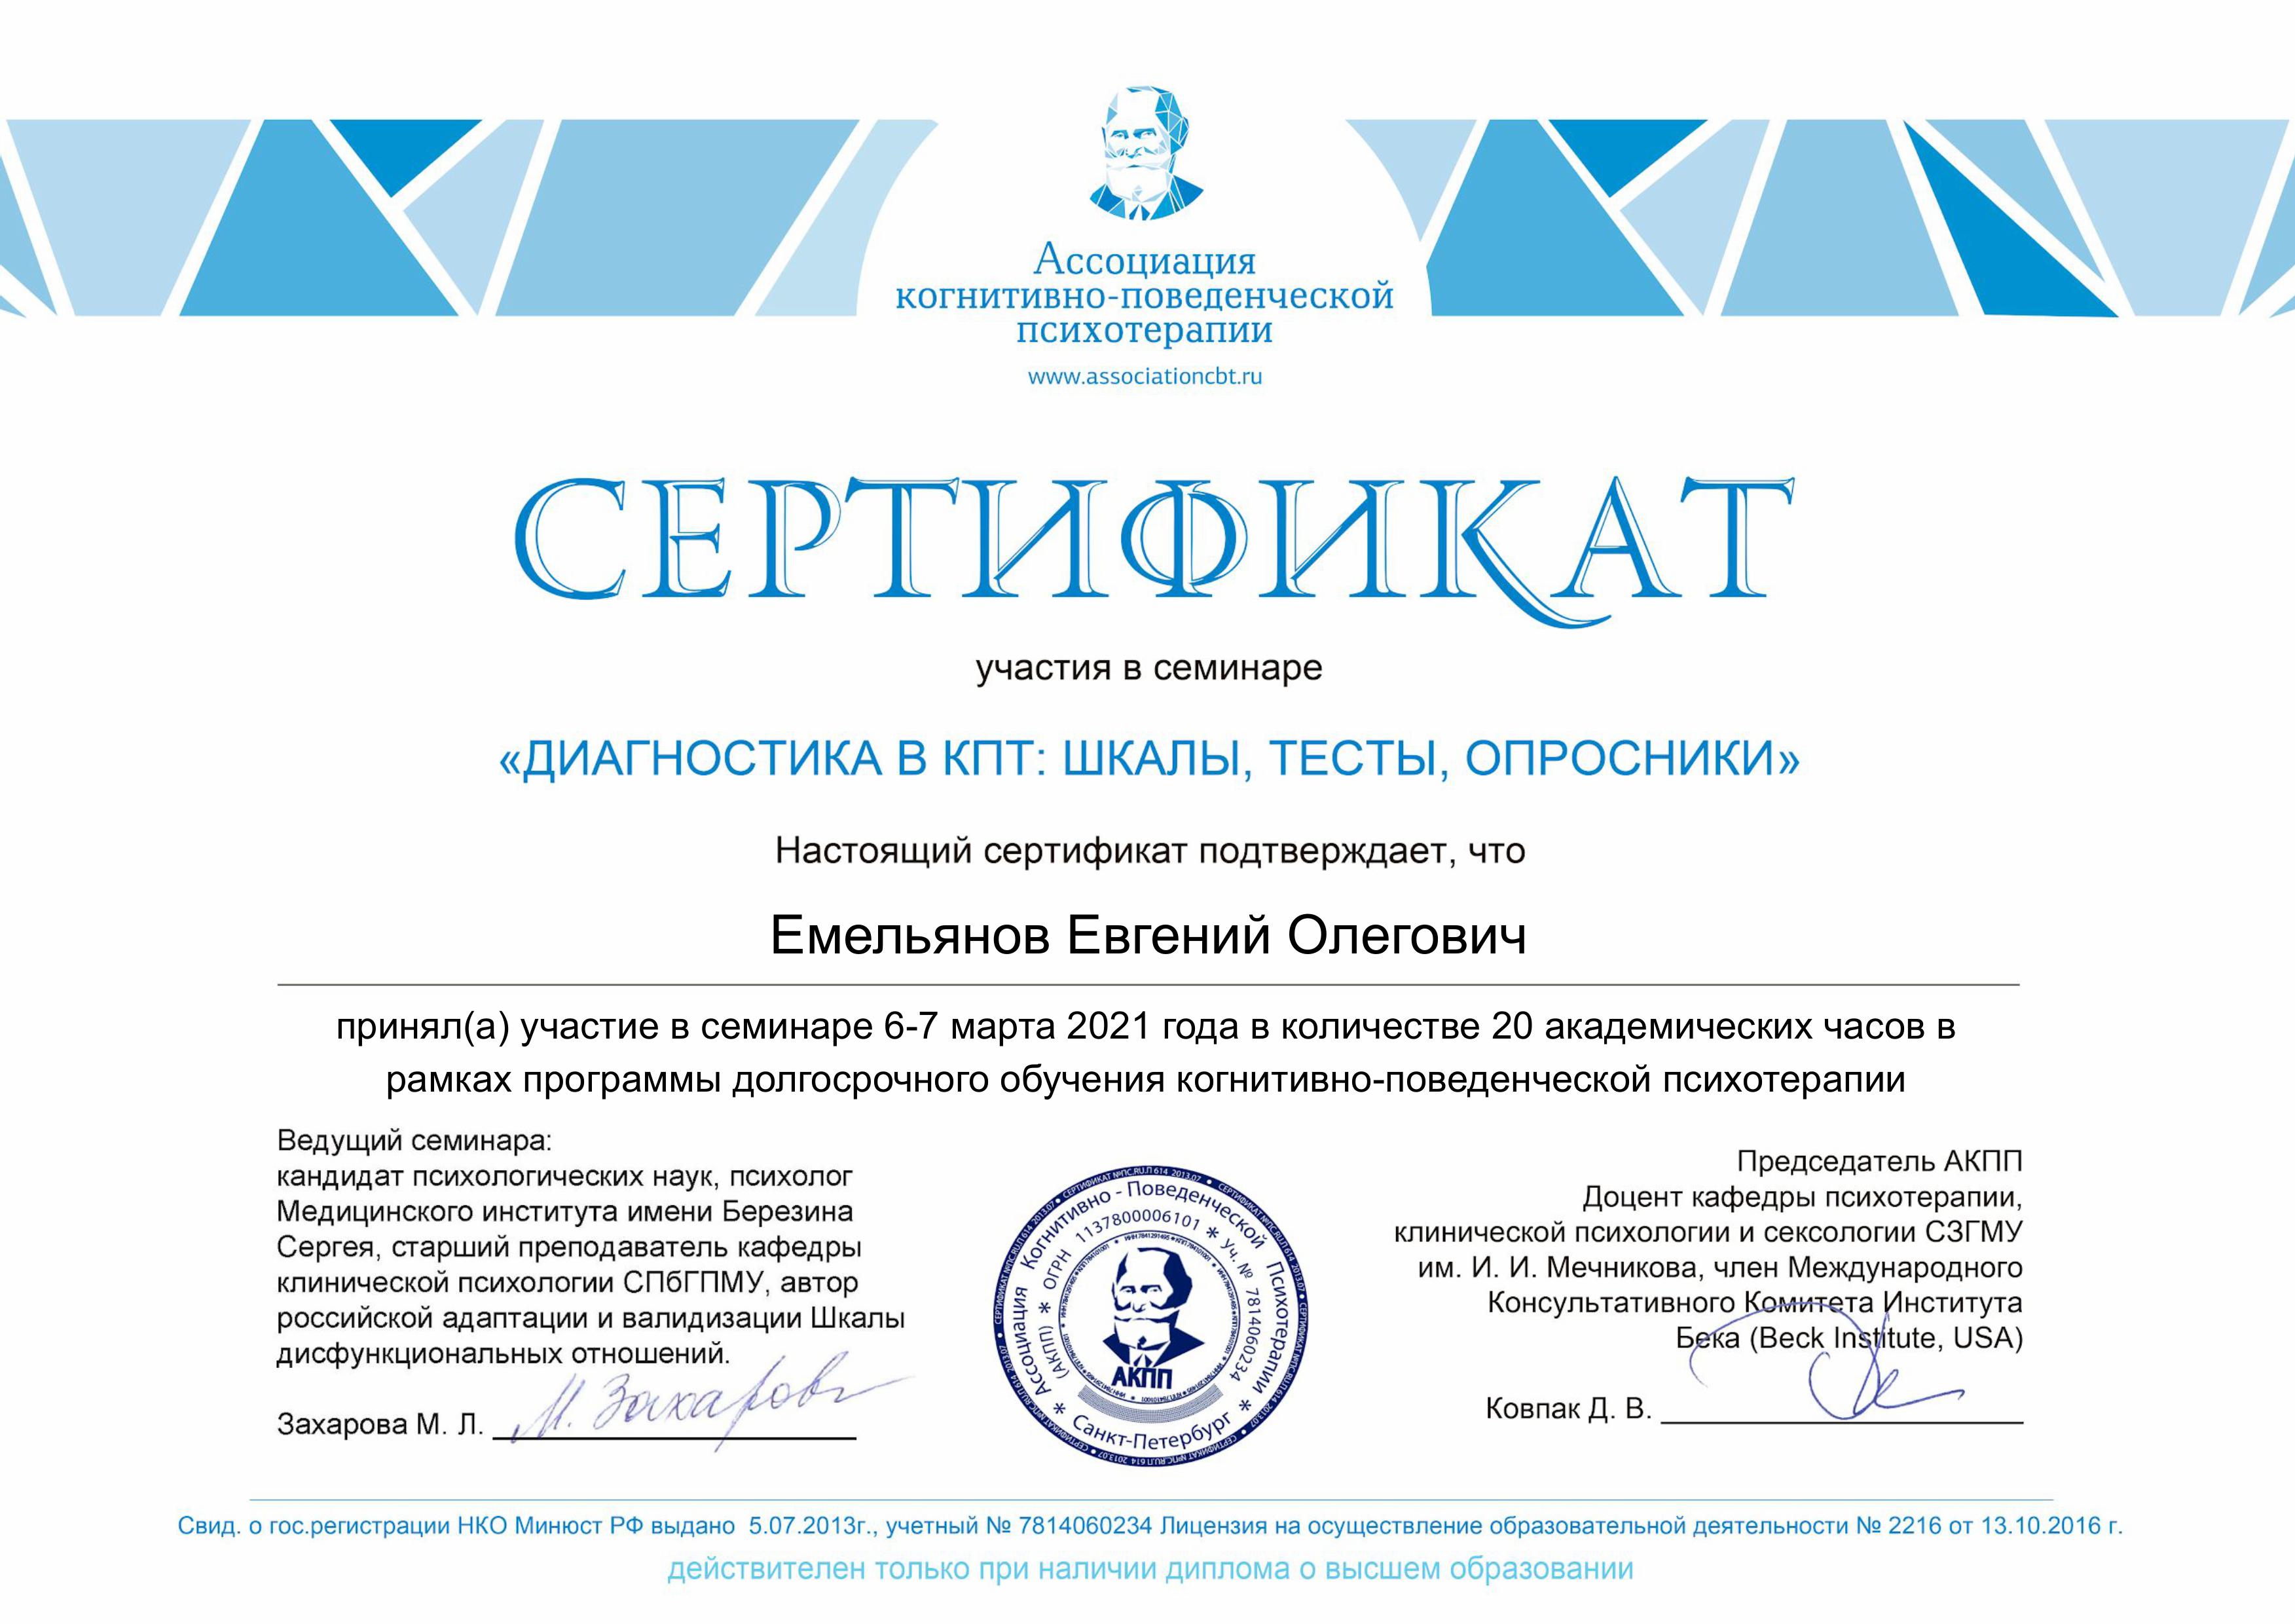 Ассоциация
когнитивно-поведенческой
психотерапии
www.associationcbt.ru
СЕРТИФИКАТ
участия в семинаре
«ДИАГНОСТИКА В КПТ: ШКАЛЫ, ТЕСТЫ, ОПРОСНИКИ»
Настоящий сертификат подтверждает, что
Емельянов Евгений Олегович
принял(а) участие в семинаре 6-7 марта 2021 года в количестве 20 академических часов в
рамках программы долгосрочного обучения когнитивно-поведенческой психотерапии
Ведущий семинара:
кандидат психологических наук, психолог
Медицинского института имени Березина
Сергея, старший преподаватель кафедры
клинической психологии СПбГПМУ, автор
российской адаптации и валидизации Шкалы
дисфункциональных отношений.
Захарова М. Л.
М. Захарова
Ассоциация Когнитивно - Поведенческой Психотерапии
* Санкт-Петербург *
(АКПП) * ОГРН 1137800006101 * Уч. № 7814060234
АКПП
Председатель АКПП
Доцент кафедры психотерапии,
клинической психологии и сексологии СЗГМУ
им. И. И. Мечникова, член Международного
Консультативного Комитета Института
Бека (Beck Institute, USA)
Ковпак Д. В.
Свид. о гос.регистрации НКО Минюст РФ выдано 5.07.2013г., учетный № 7814060234 Лицензия на осуществление образовательной деятельности № 2216 от 13.10.2016 г.
действителен только при наличии диплома о высшем образовании